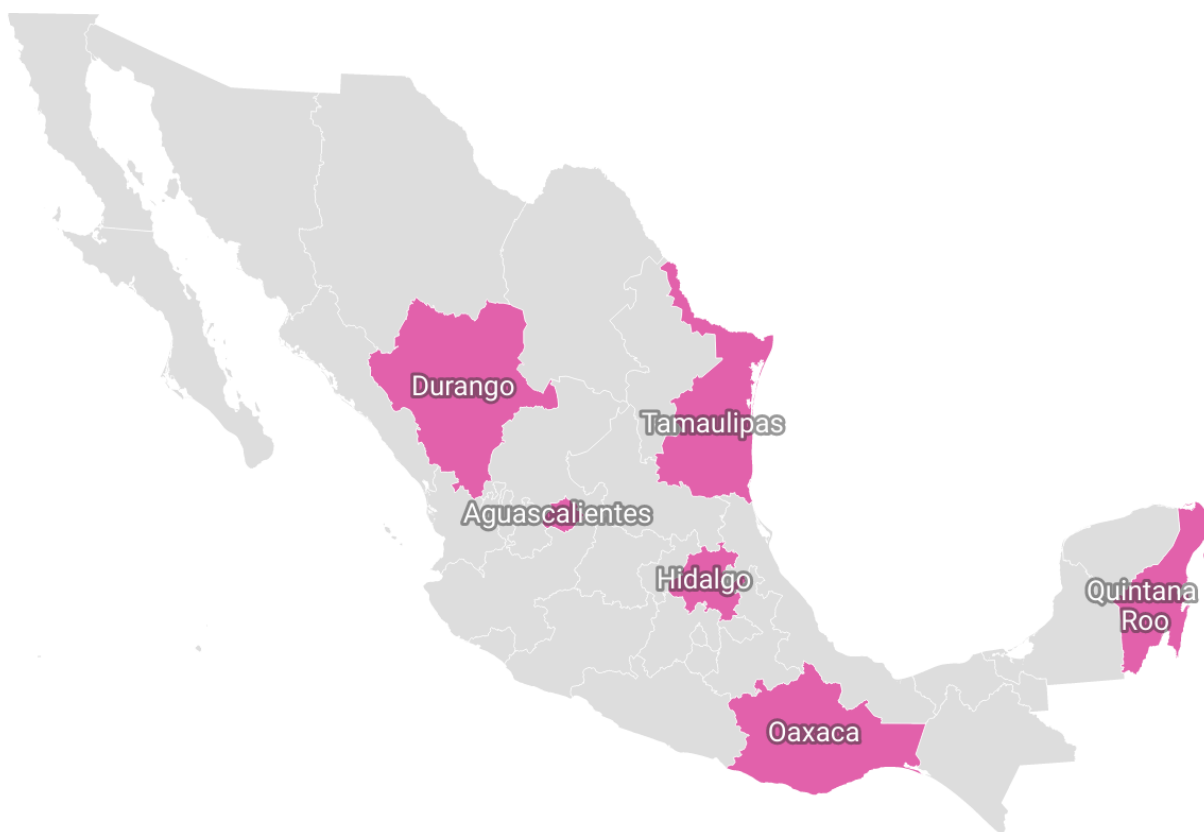 Durango
Tamaulipas
Aguascalientes
Hidalgo
Quintana
Roo
Oaxaca